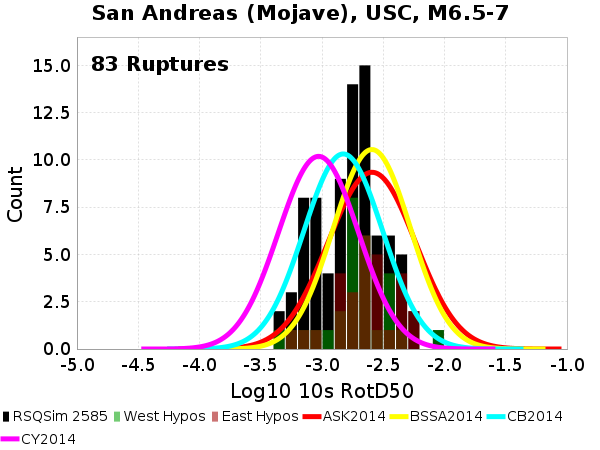 San Andreas (Mojave), USC, M6.5-7
83 Ruptures
Count
15.0
12.5
10.0
7.5
5.0
2.5
0.0
-5.0 -4.5 -4.0 -3.5 -3.0 -2.5 -2.0 -1.5 -1.0
Log10 10s RotD50
RSQSim 2585 West Hypos East Hypos ASK2014 BSSA2014 CB2014
CY2014